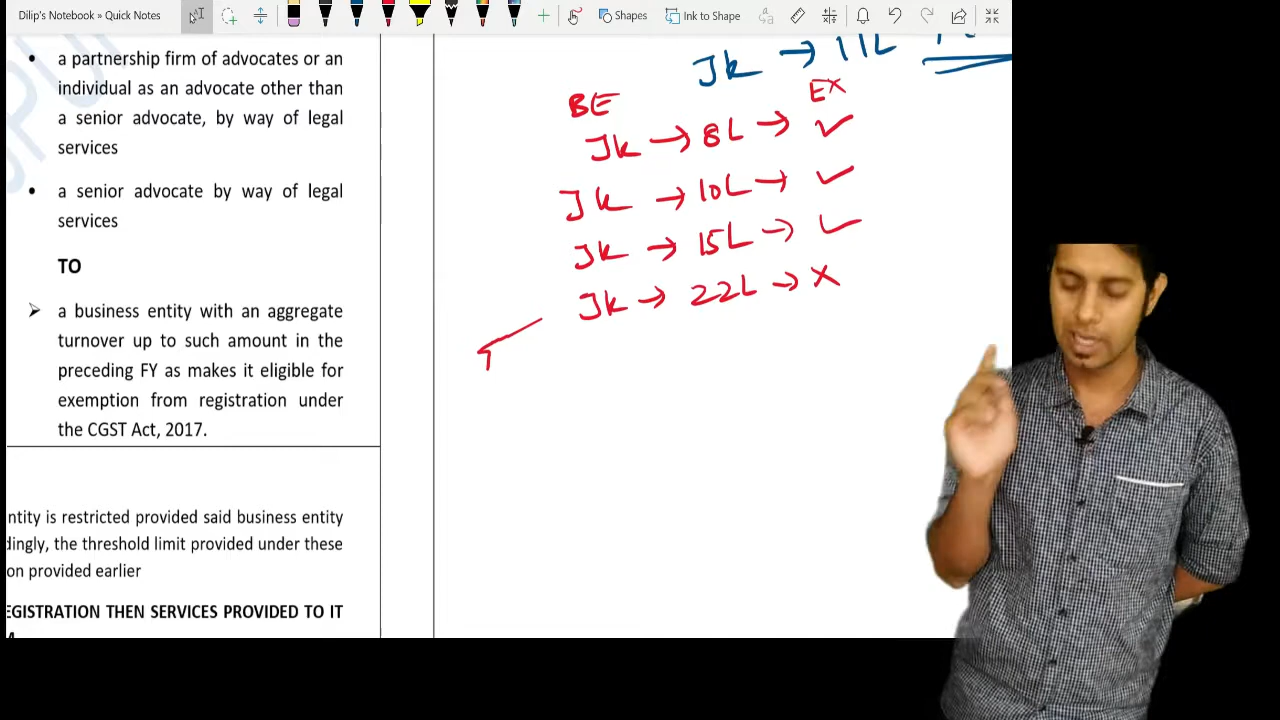 Dilip's Notebook » Quick Notes
Shapes
Ink to Shape
• a partnership firm of advocates or an
individual as an advocate other than
a senior advocate, by way of legal
services
• a senior advocate by way of legal
services
TO
➢ a business entity with an aggregate
turnover up to such amount in the
preceding FY as makes it eligible for
exemption from registration under
the CGST Act, 2017.
ntity is restricted provided said business entity
dingly, the threshold limit provided under these
on provided earlier
EGISTRATION THEN SERVICES PROVIDED TO IT
Jk → 11L
BE EX
Jk → 8L → ✓
Jk → 10L → ✓
Jk → 15L → ✓
Jk → 22L → X